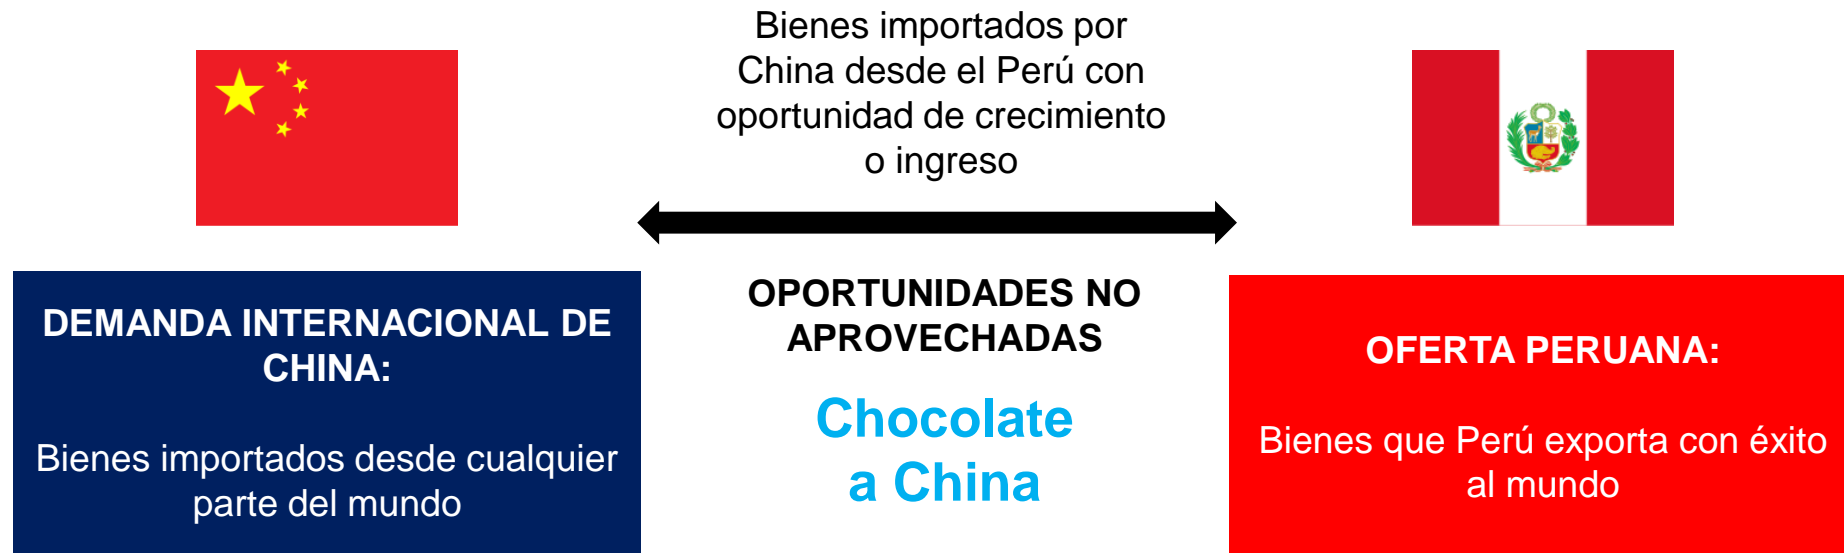 Bienes importados por
China desde el Perú con
oportunidad de crecimiento
o ingreso
DEMANDA INTERNACIONAL DE
CHINA:
Bienes importados desde cualquier
parte del mundo
OPORTUNIDADES NO
APROVECHADAS
Chocolate
a China
OFERTA PERUANA:
Bienes que Perú exporta con éxito
al mundo